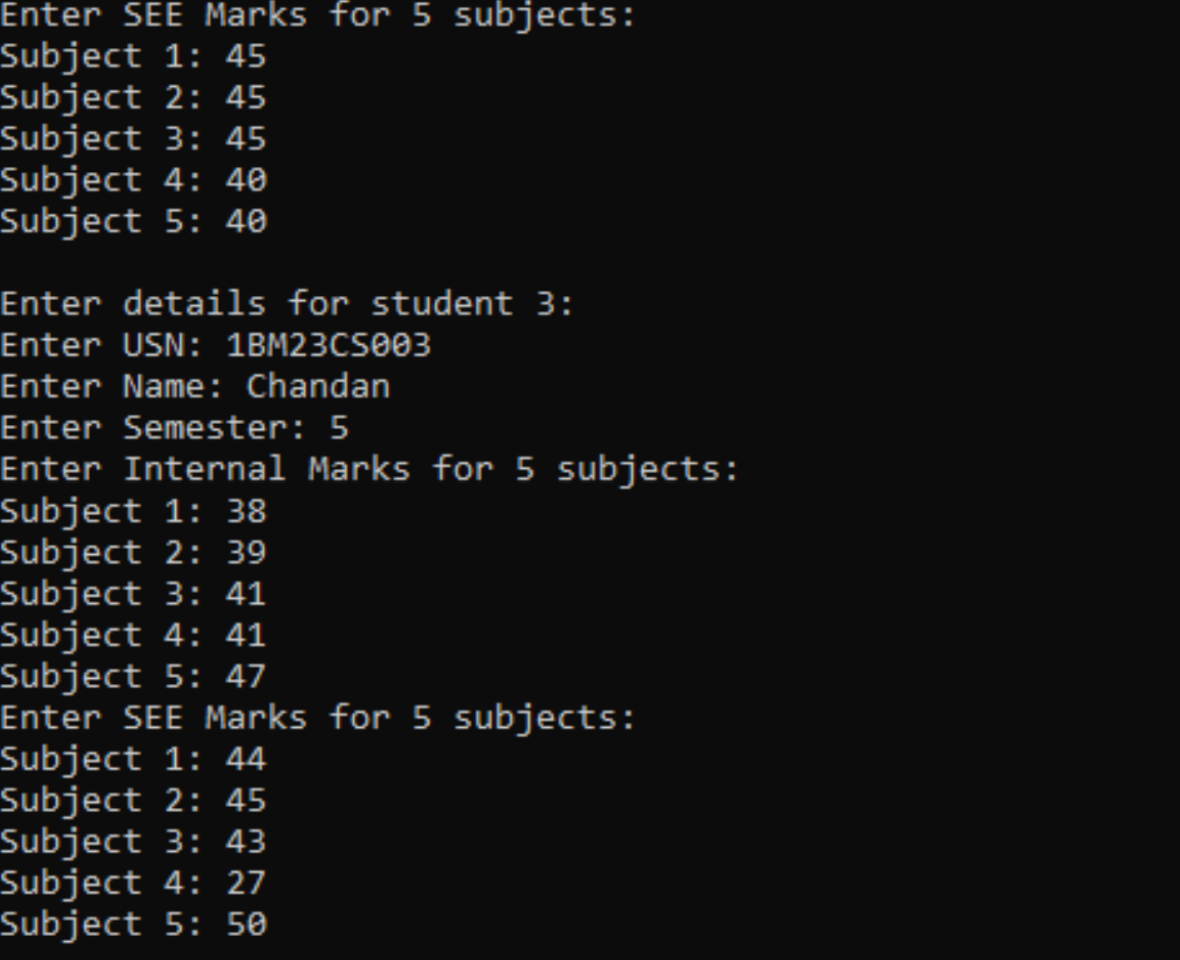 Enter SEE Marks for 5 subjects:
Subject 1: 45
Subject 2: 45
Subject 3: 45
Subject 4: 40
Subject 5: 40
Enter details for student 3:
Enter USN: 1BM23CS003
Enter Name: Chandan
Enter Semester: 5
Enter Internal Marks for 5 subjects:
Subject 1: 38
Subject 2: 39
Subject 3: 41
Subject 4: 41
Subject 5: 47
Enter SEE Marks for 5 subjects:
Subject 1: 44
Subject 2: 45
Subject 3: 43
Subject 4: 27
Subject 5: 50